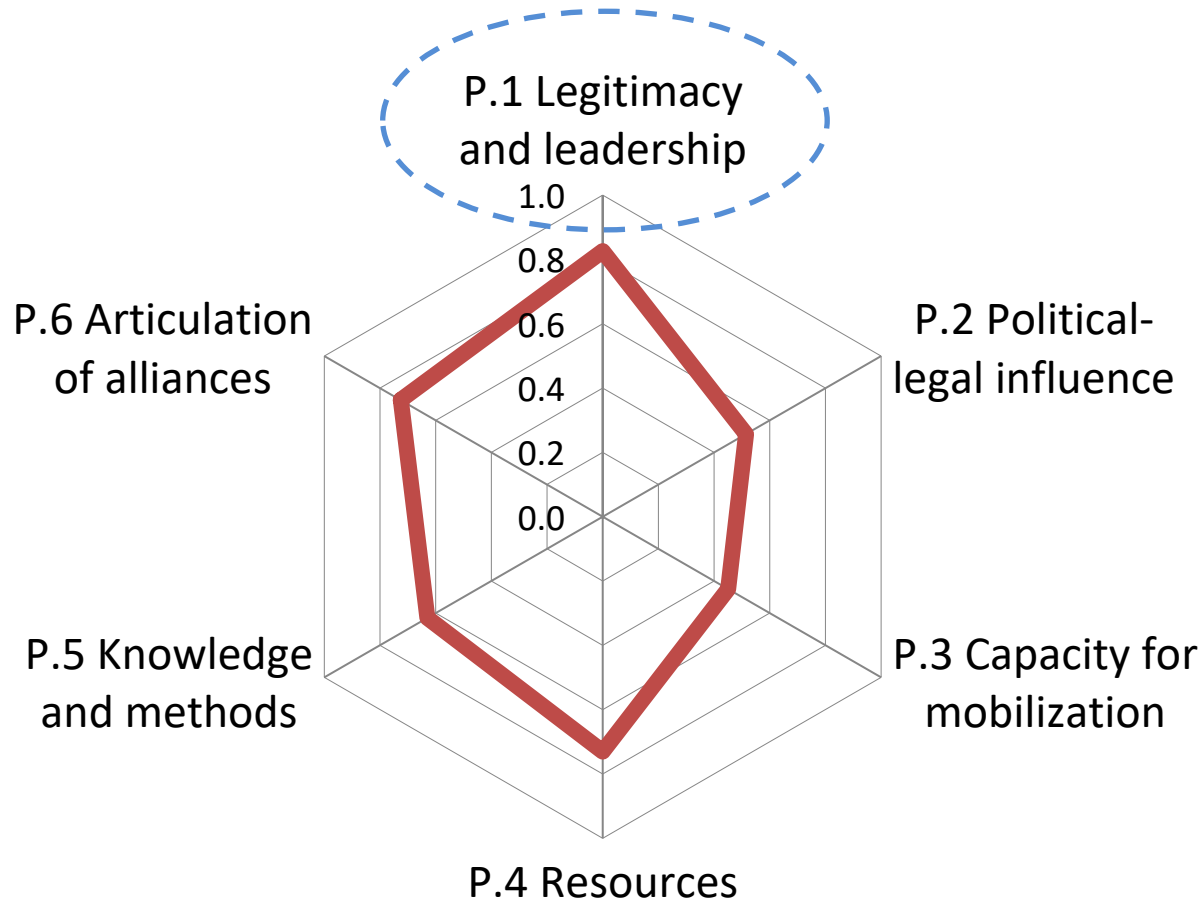 P.1 Legitimacy
and leadership
1.0
0.8
0.6
0.4
0.2
0.0
P.2 Political-
legal influence
P.3 Capacity for
mobilization
P.4 Resources
P.5 Knowledge
and methods
P.6 Articulation
of alliances